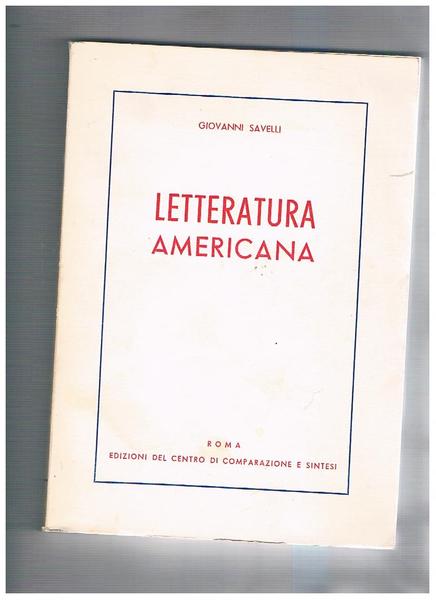 GIOVANNI SAVELLI
LETTERATURA
AMERICANA
ROMA
EDIZIONI DEL CENTRO DI COMPARAZIONE E SINTESI